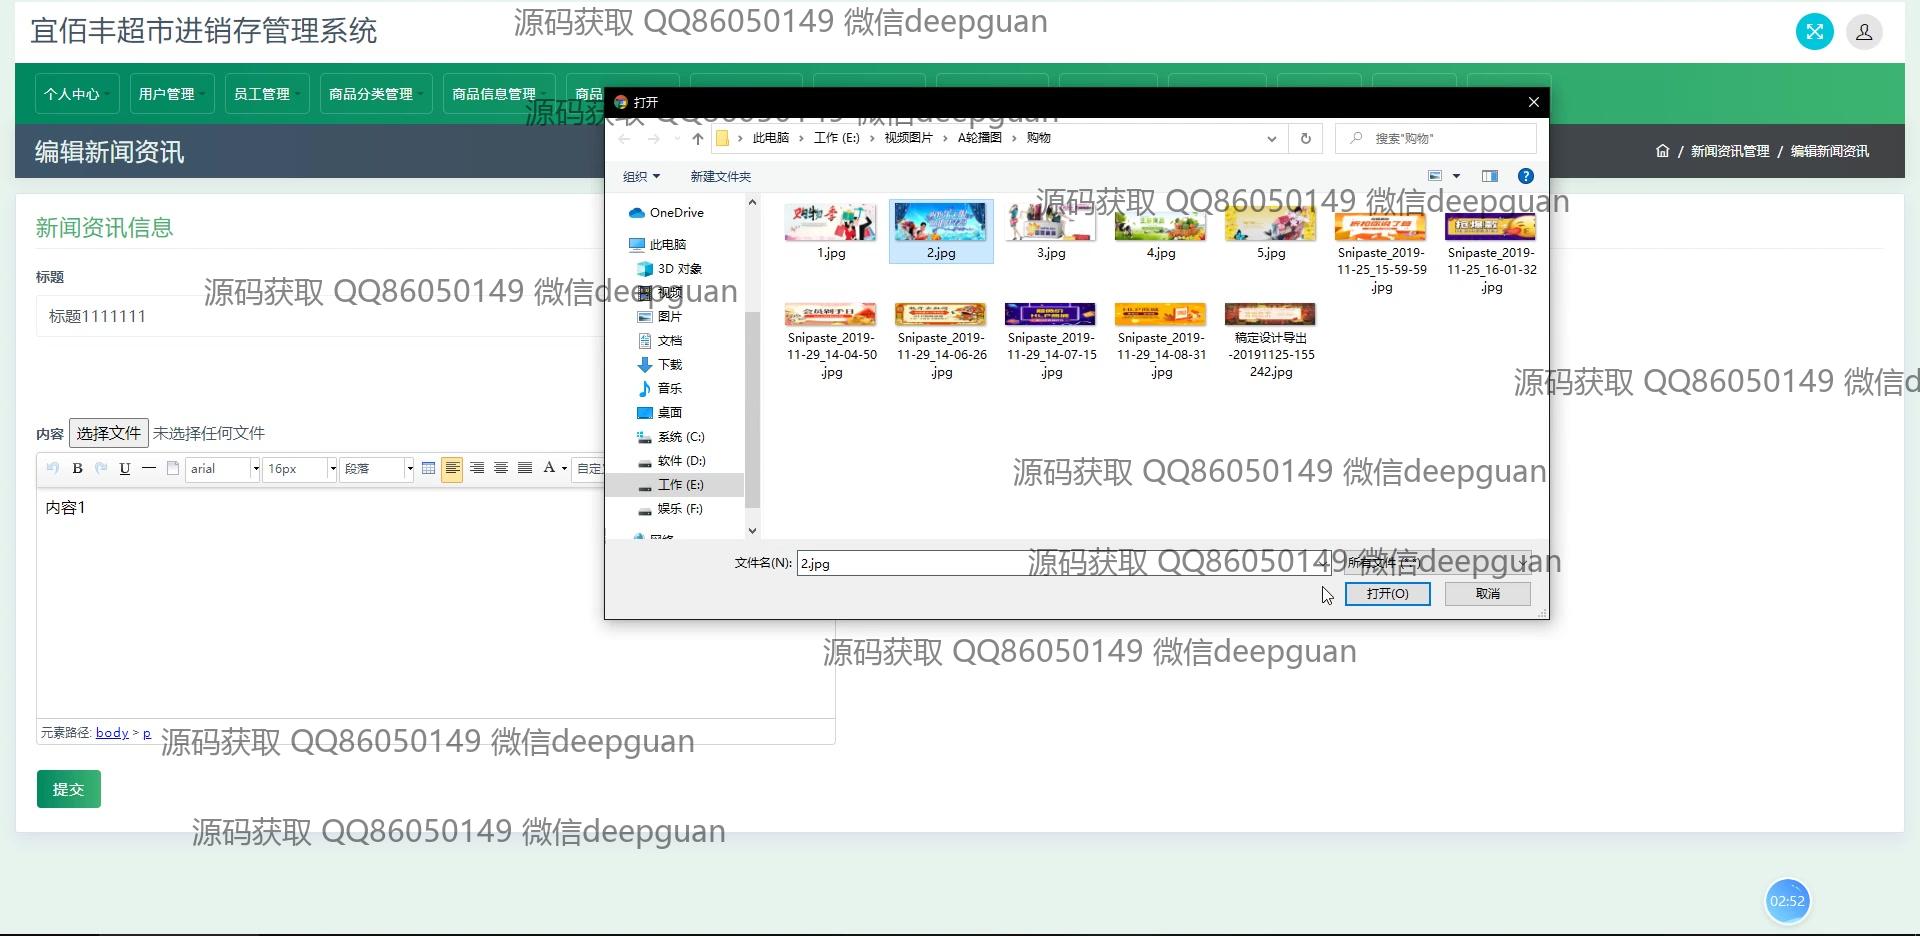 宜佰丰超市进销存管理系统
源码获取 QQ86050149 微信deepguan
个人中心
用户管理
员工管理
商品分类管理
商品信息管理
商品
源码获取 QQ86050149 微信deepguan
打开
编辑新闻资讯
新闻资讯管理 / 编辑新闻资讯
此电脑 › 工作 (E:) › 视频图片 › A轮播图 › 购物
搜索"购物"
组织
新建文件夹
源码获取 QQ86050149 微信deepguan
新闻资讯信息
标题
标题1111111
源码获取 QQ86050149 微信deepguan
OneDrive
此电脑
3D 对象
视频
图片
文档
下载
音乐
桌面
系统 (C:)
软件 (D:)
工作 (E:)
娱乐 (F:)
网络
1.jpg
2.jpg
3.jpg
4.jpg
5.jpg
Snipaste_2019-
11-25_15-59-59
.jpg
Snipaste_2019-
11-25_16-01-32
.jpg
Snipaste_2019-
11-29_14-04-50
.jpg
Snipaste_2019-
11-29_14-06-26
.jpg
Snipaste_2019-
11-29_14-07-15
.jpg
Snipaste_2019-
11-29_14-08-31
.jpg
稿定设计导出
-20191125-155
242.jpg
源码获取 QQ86050149 微信d
内容 选择文件 未选择任何文件
B U arial 16px 段落 A 自定
源码获取 QQ86050149 微信deepguan
内容1
文件名(N): 2.jpg
所有文件 (*.*)
源码获取 QQ86050149 微信deepguan
打开(O)
取消
源码获取 QQ86050149 微信deepguan
元素路径: body > p
源码获取 QQ86050149 微信deepguan
提交
源码获取 QQ86050149 微信deepguan
02:52